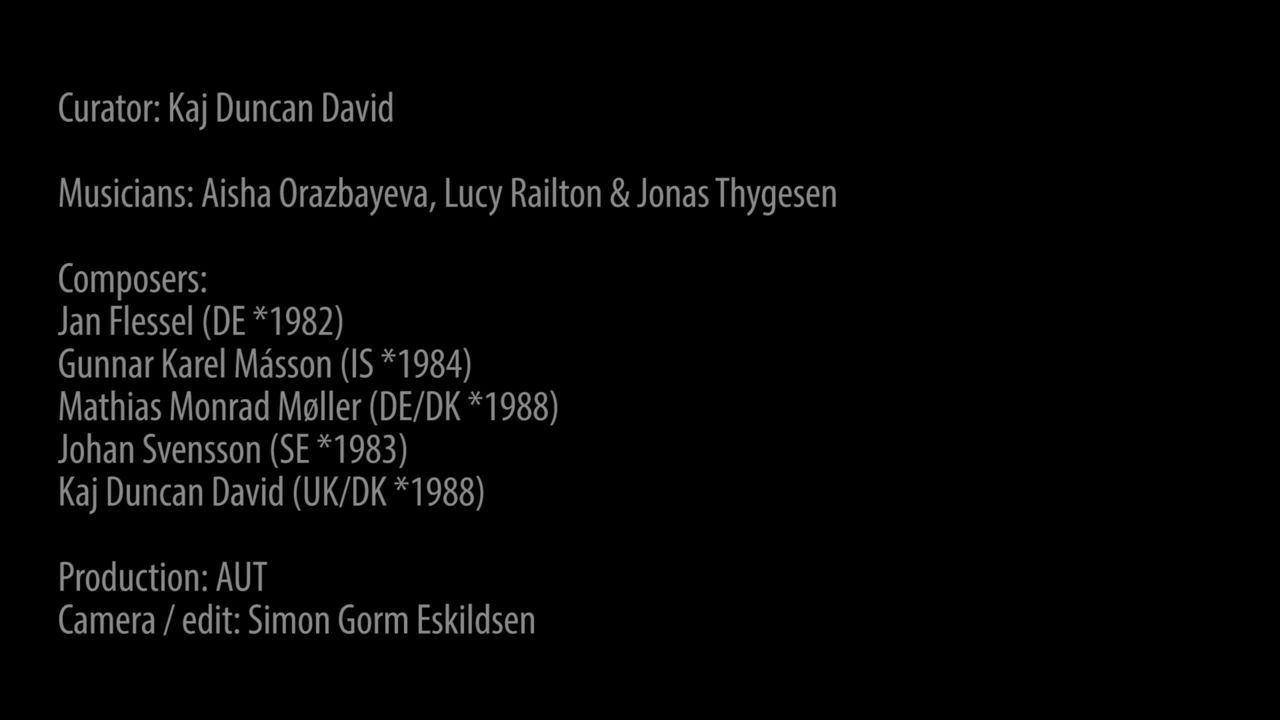 Curator: Kaj Duncan David
Musicians: Aisha Orazbayeva, Lucy Railton & Jonas Thygesen
Composers:
Jan Flessel (DE *1982)
Gunnar Karel Másson (IS *1984)
Mathias Monrad Møller (DE/DK *1988)
Johan Svensson (SE *1983)
Kaj Duncan David (UK/DK *1988)
Production: AUT
Camera / edit: Simon Gorm Eskildsen